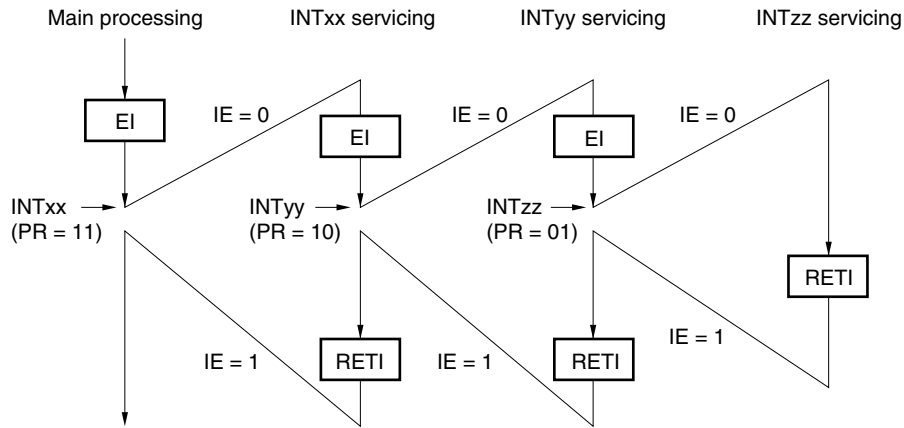 Main processing
INTxx servicing
INTyy servicing
INTzz servicing
EI
IE = 0
EI
IE = 0
EI
IE = 0
INTxx
(PR = 11)
INTyy
(PR = 10)
INTzz
(PR = 01)
RETI
IE = 1
RETI
IE = 1
RETI
IE = 1